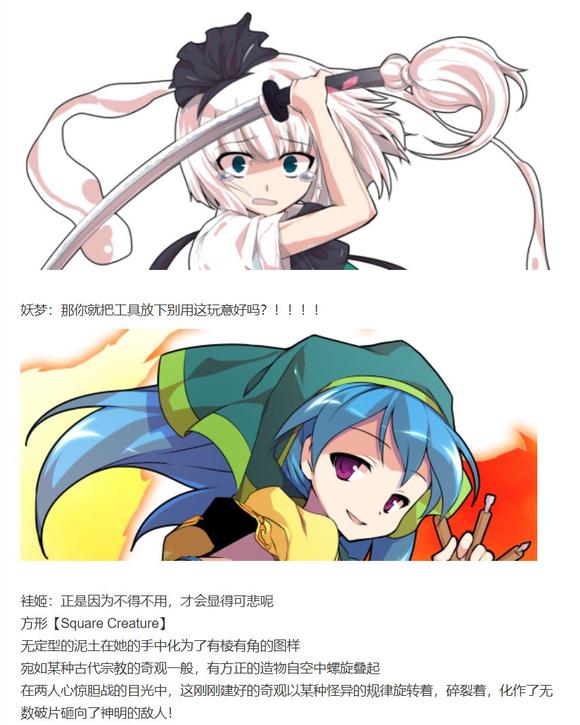 妖梦：那你就把工具放下别用这玩意好吗？！！！！
袿姬：正是因为不得不用，才会显得可悲呢
方形【Square Creature】
无定型的泥土在她的手中化为了有棱有角的图样
宛如某种古代宗教的奇观一般，有方正的造物自空中螺旋叠起
在两人心惊胆战的目光中，这刚刚建好的奇观以某种怪异的规律旋转着，碎裂着，化作了无
数破片砸向了神明的敌人！